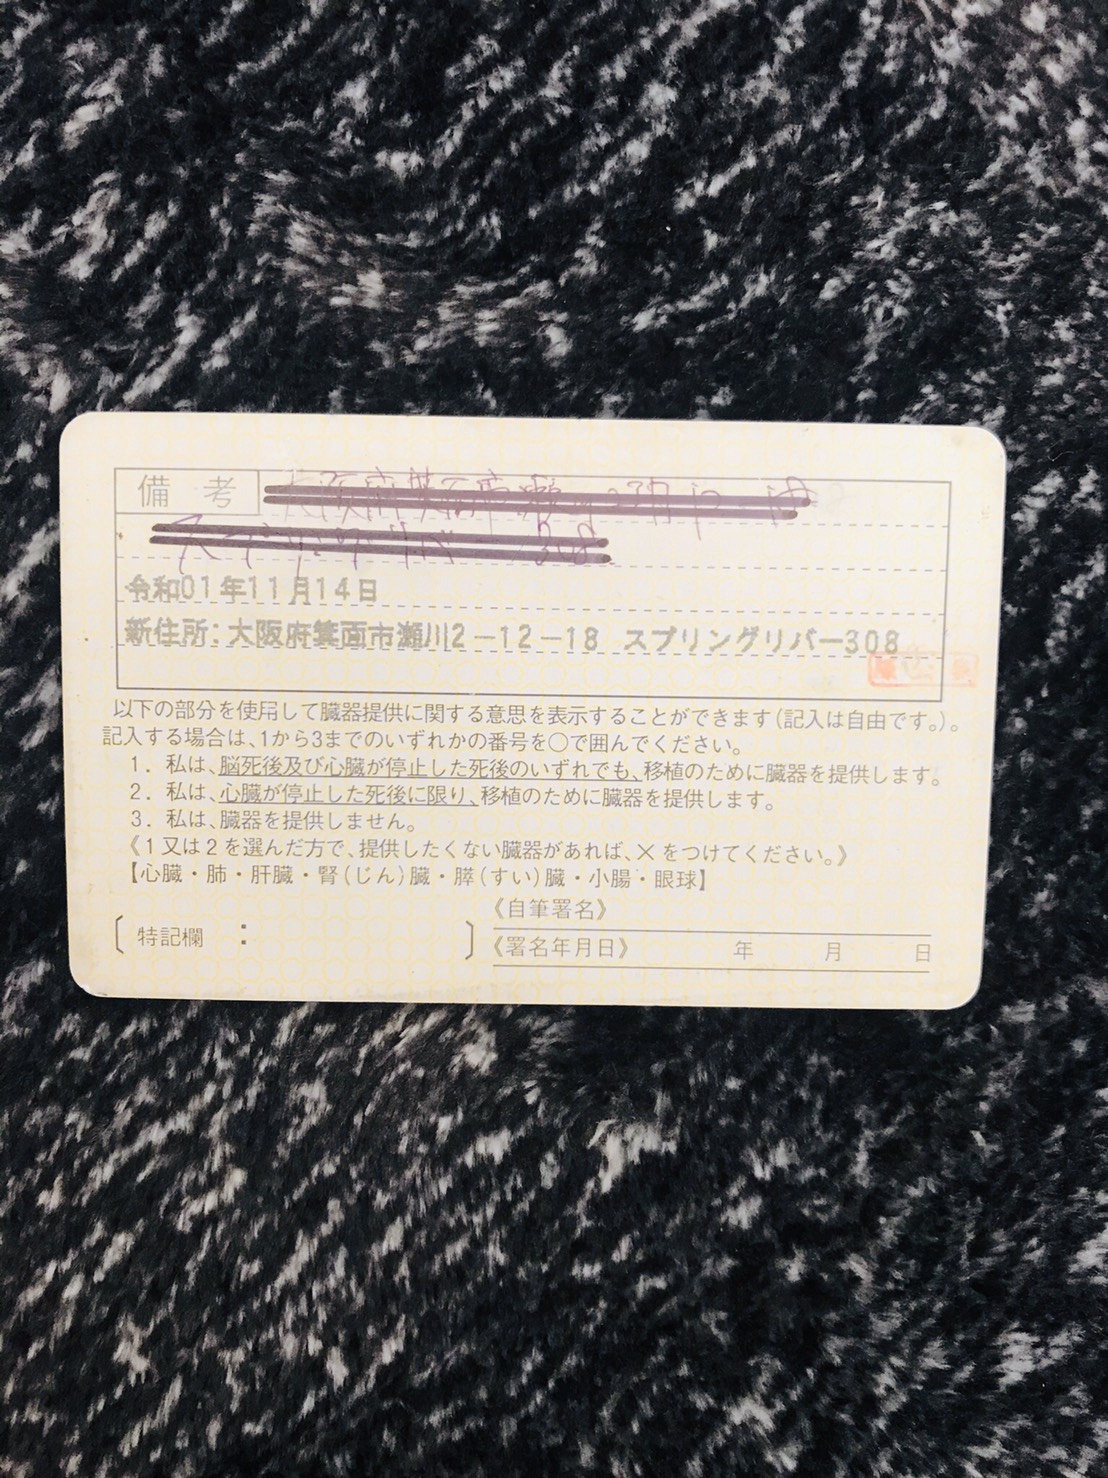 備考
令和01年11月14日
新住所:大阪府箕面市瀬川2-12-18 スプリングリバー308
以下の部分を使用して臓器提供に関する意思を表示することができます(記入は自由です。)。
記入する場合は、1から3までのいずれかの番号を○で囲んでください。
1. 私は、脳死後及び心臓が停止した死後のいずれでも、移植のために臓器を提供します。
2. 私は、心臓が停止した死後に限り、移植のために臓器を提供します。
3. 私は、臓器を提供しません。
《1又は2を選んだ方で、提供したくない臓器があれば、×をつけてください。》
【心臓・肺・肝臓・腎(じん)臓・膵(すい)臓・小腸・眼球】
〔特記欄 : 〕
《自筆署名》
《署名年月日》 年 月 日